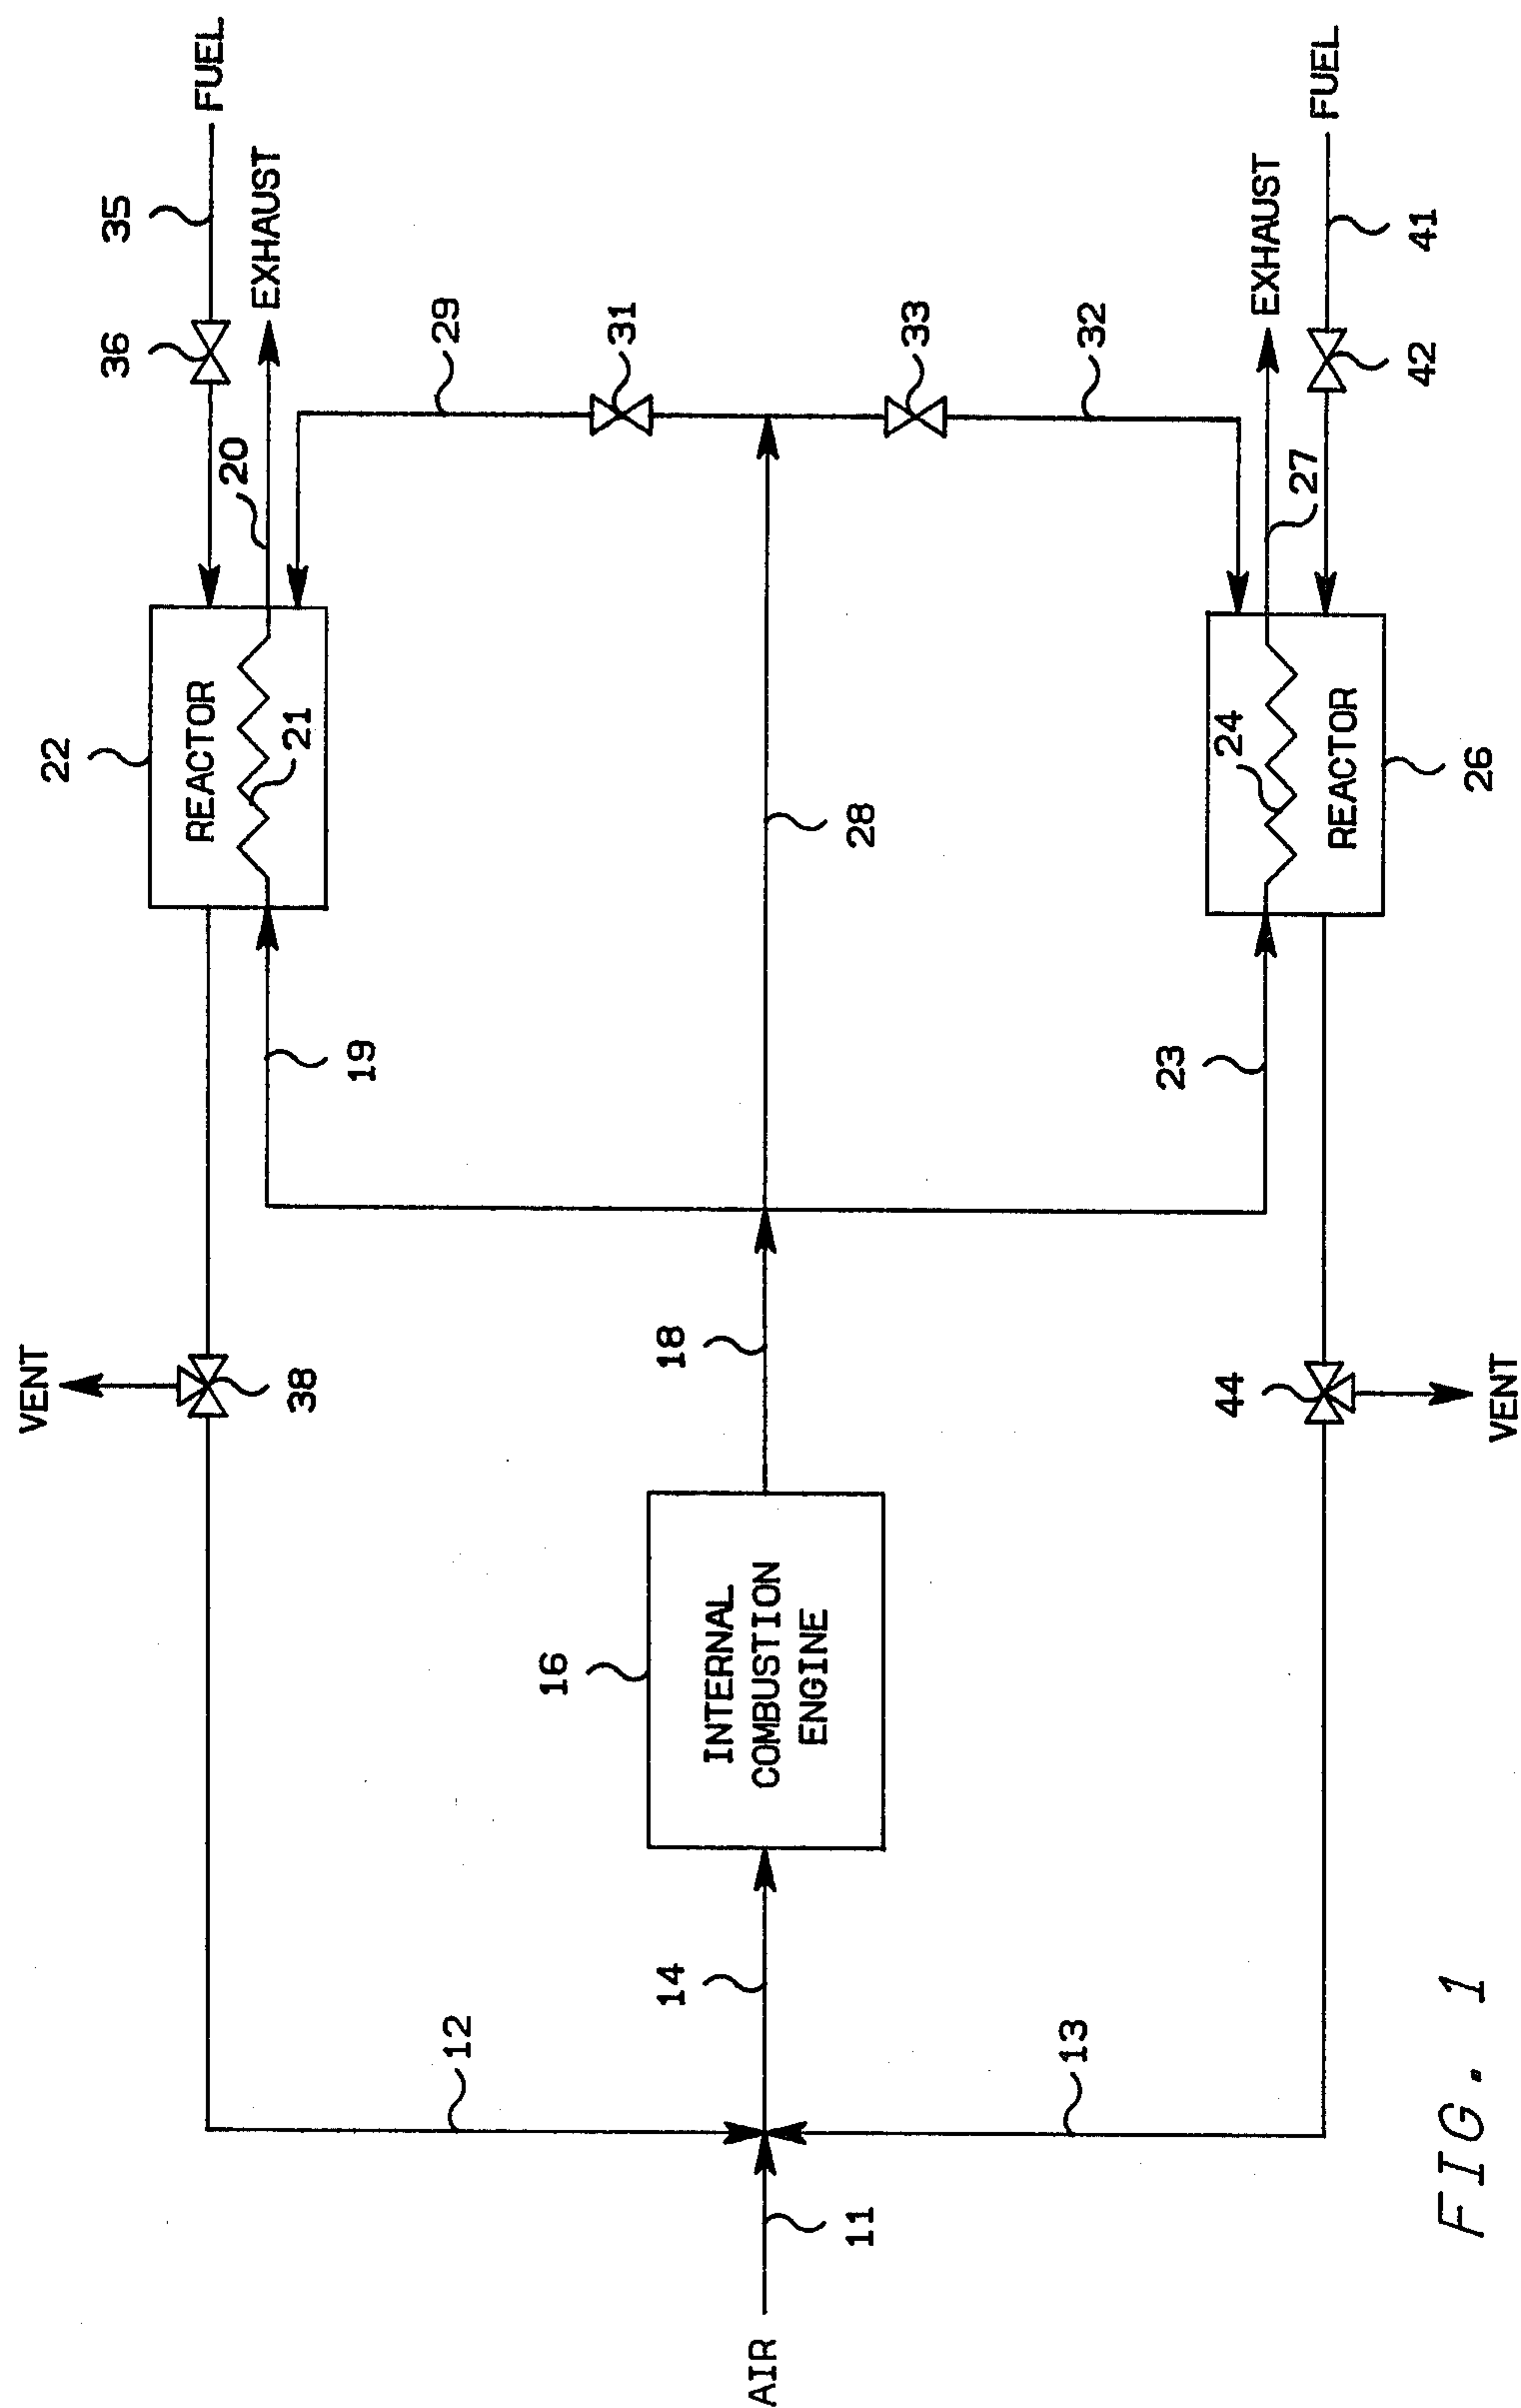 35
FUEL
36
22
20
EXHAUST
REACTOR
21
VENT
38
19
29
31
12
16
INTERNAL
COMBUSTION
ENGINE
18
14
AIR
11
28
33
13
23
32
24
EXHAUST
REACTOR
27
44
26
42
FUEL
41
VENT
FIG. 1